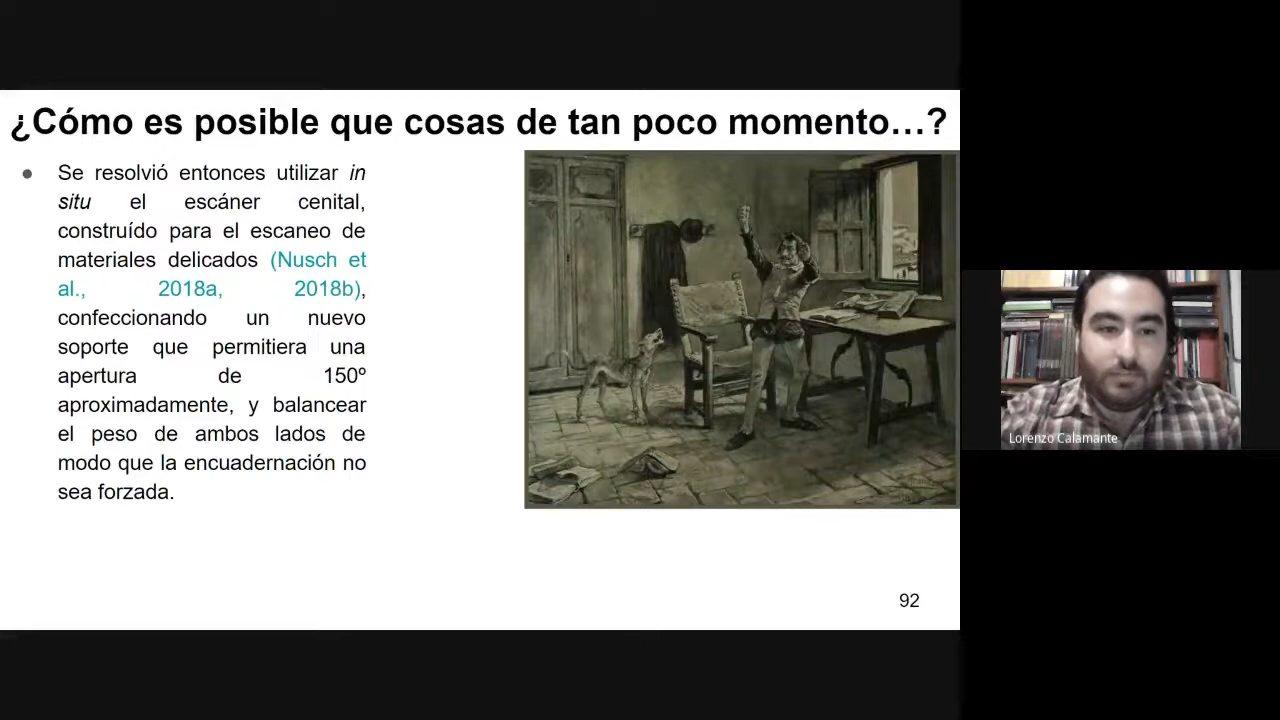 ¿Cómo es posible que cosas de tan poco momento…?
● Se resolvió entonces utilizar in
situ el escáner cenital,
construído para el escaneo de
materiales delicados (Nusch et
al., 2018a, 2018b),
confeccionando un nuevo
soporte que permitiera una
apertura de 150º
aproximadamente, y balancear
el peso de ambos lados de
modo que la encuadernación no
sea forzada.
92
Lorenzo Calamante